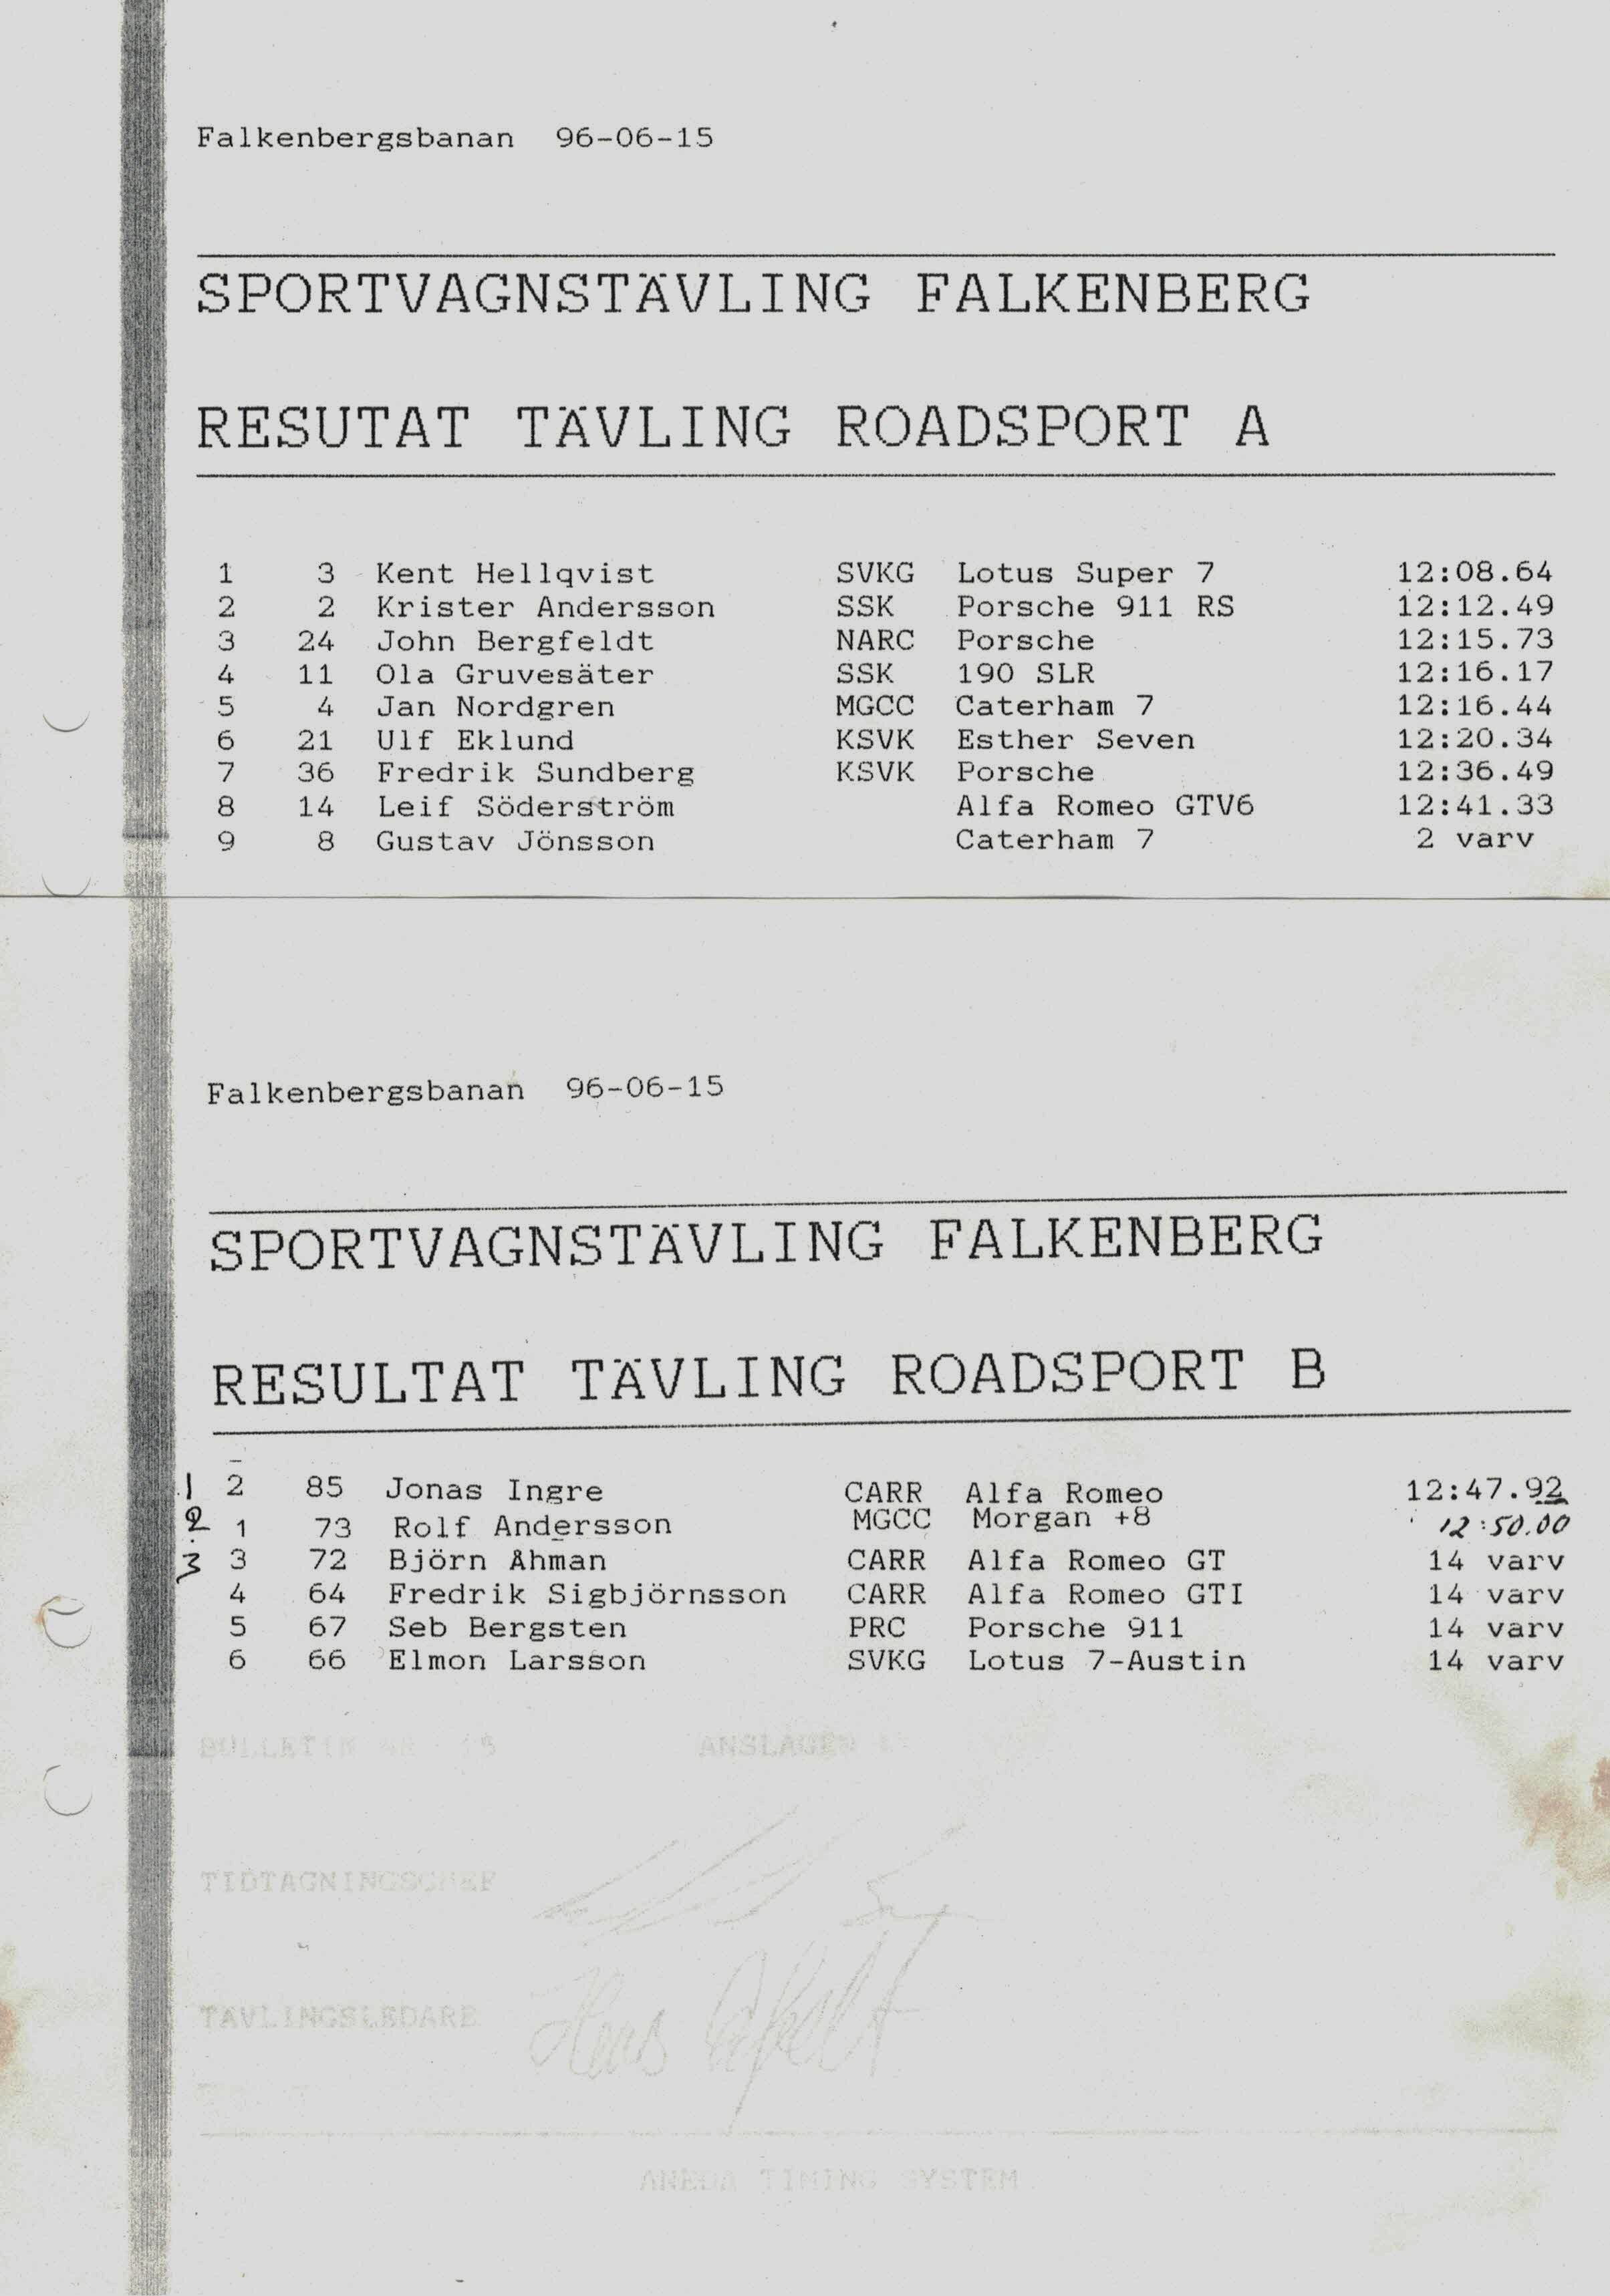 Falkenbergsbanan 96-06-15
SPORTVAGNSTÄVLING FALKENBERG
RESUTAT TÄVLING ROADSPORT A
1 3 Kent Hellqvist SVKG Lotus Super 7 12:08.64
2 2 Krister Andersson SSK Porsche 911 RS 12:12.49
3 24 John Bergfeldt NARC Porsche 12:15.73
4 11 Ola Gruvesäter SSK 190 SLR 12:16.17
5 4 Jan Nordgren MGCC Caterham 7 12:16.44
6 21 Ulf Eklund KSVK Esther Seven 12:20.34
7 36 Fredrik Sundberg KSVK Porsche 12:36.49
8 14 Leif Söderström Alfa Romeo GTV6 12:41.33
9 8 Gustav Jönsson Caterham 7 2 varv
Falkenbergsbanan 96-06-15
SPORTVAGNSTÄVLING FALKENBERG
RESULTAT TÄVLING ROADSPORT B
1 2 85 Jonas Ingre CARR Alfa Romeo 12:47.92
2 1 73 Rolf Andersson MGCC Morgan +8 12:50.00
3 3 72 Björn Åhman CARR Alfa Romeo GT 14 varv
4 64 Fredrik Sigbjörnsson CARR Alfa Romeo GTI 14 varv
5 67 Seb Bergsten PRC Porsche 911 14 varv
6 66 Elmon Larsson SVKG Lotus 7-Austin 14 varv
BULLETIN NR 15 ANSLAGEN
TIDTAGNINGSCHEF
TÄVLINGSLEDARE
TIMING SYSTEM